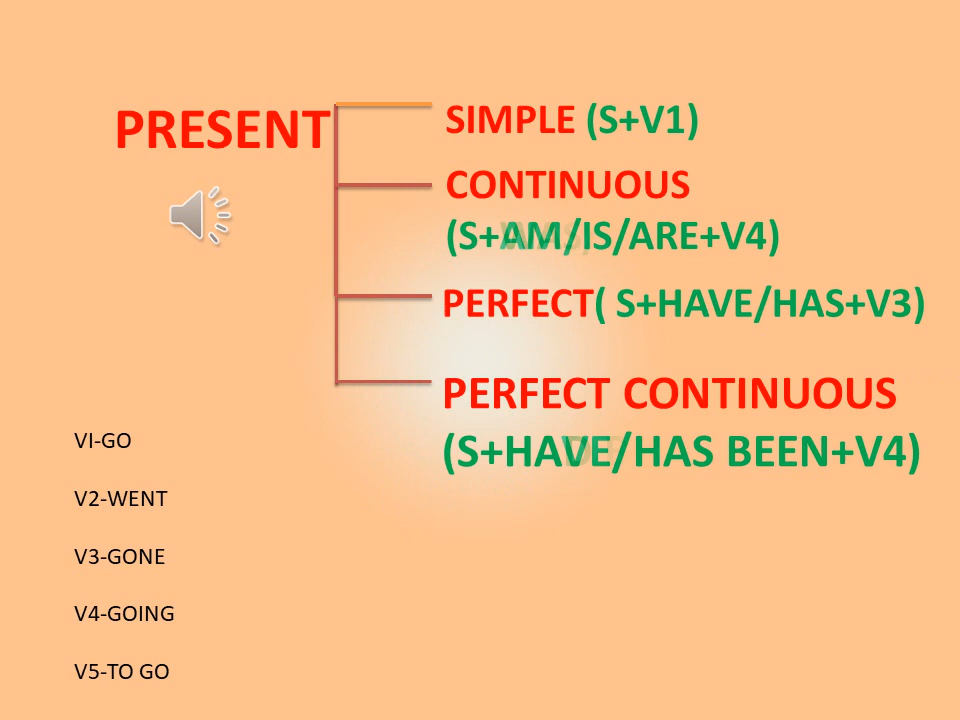 PRESENT
SIMPLE (S+V1)
CONTINUOUS
(S+AM/IS/ARE+V4)
PERFECT( S+HAVE/HAS+V3)
PERFECT CONTINUOUS
(S+HAVE/HAS BEEN+V4)
VI-GO
V2-WENT
V3-GONE
V4-GOING
V5-TO GO